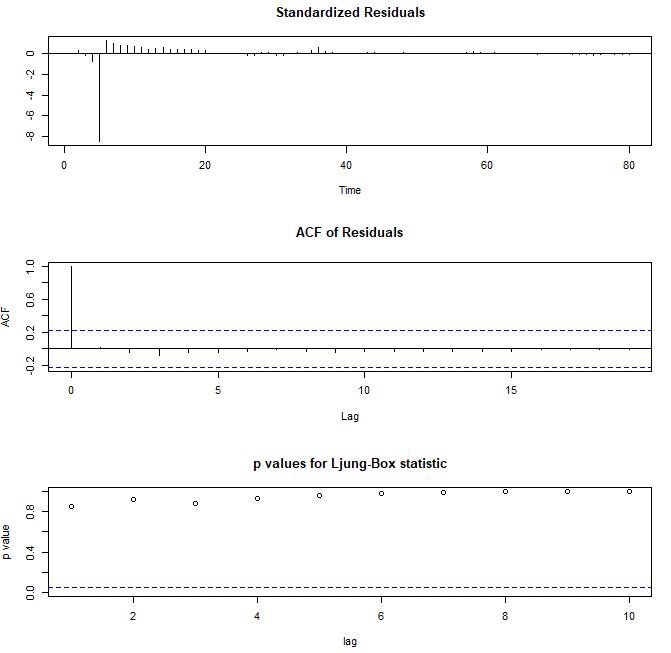 Standardized Residuals
0
-2
-4
-6
-8
0 20 40 60 80
Time
ACF of Residuals
1.0
0.6
0.2
-0.2
ACF
0 5 10 15
Lag
p values for Ljung-Box statistic
0.8
0.4
0.0
p value
2 4 6 8 10
lag